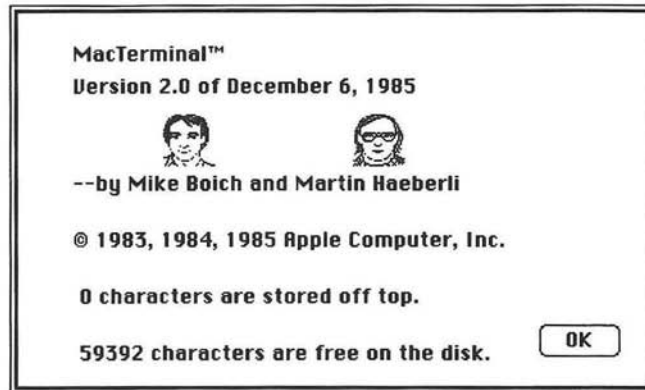 MacTerminal™
Version 2.0 of December 6, 1985
--by Mike Boich and Martin Haeberli
© 1983, 1984, 1985 Apple Computer, Inc.
0 characters are stored off top.
59392 characters are free on the disk.
OK